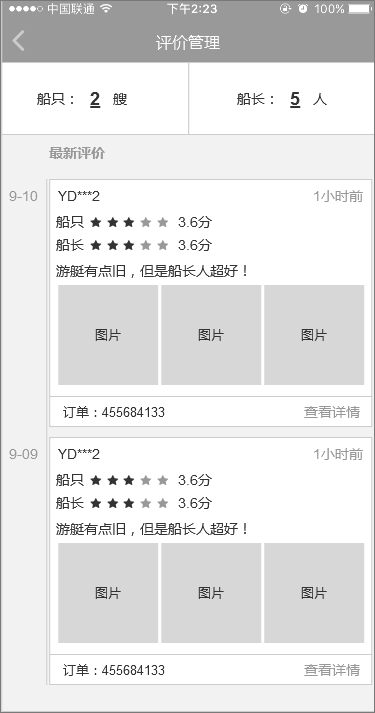 中国联通 下午2:23 100%
评价管理
船只： 2 艘 船长： 5 人
最新评价
9-10 YD***2 1小时前
船只 3.6分
船长 3.6分
游艇有点旧，但是船长人超好！
图片 图片 图片
订单：455684133 查看详情
9-09 YD***2 1小时前
船只 3.6分
船长 3.6分
游艇有点旧，但是船长人超好！
图片 图片 图片
订单：455684133 查看详情